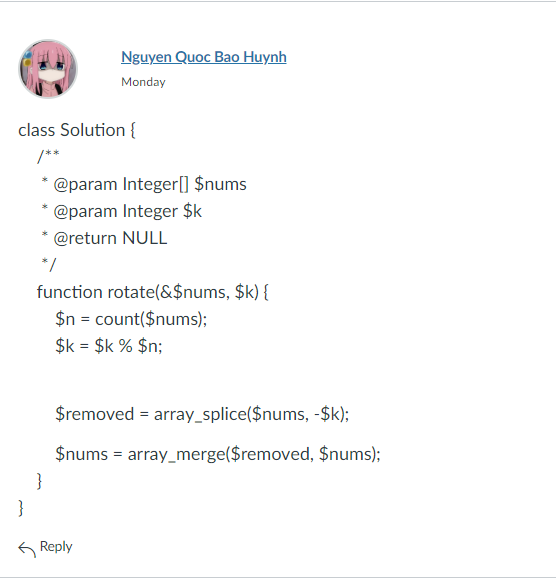 Nguyen Quoc Bao Huynh
Monday
class Solution {
/**
* @param Integer[] $nums
* @param Integer $k
* @return NULL
*/
function rotate(&$nums, $k) {
$n = count($nums);
$k = $k % $n;
$removed = array_splice($nums, -$k);
$nums = array_merge($removed, $nums);
}
}
Reply